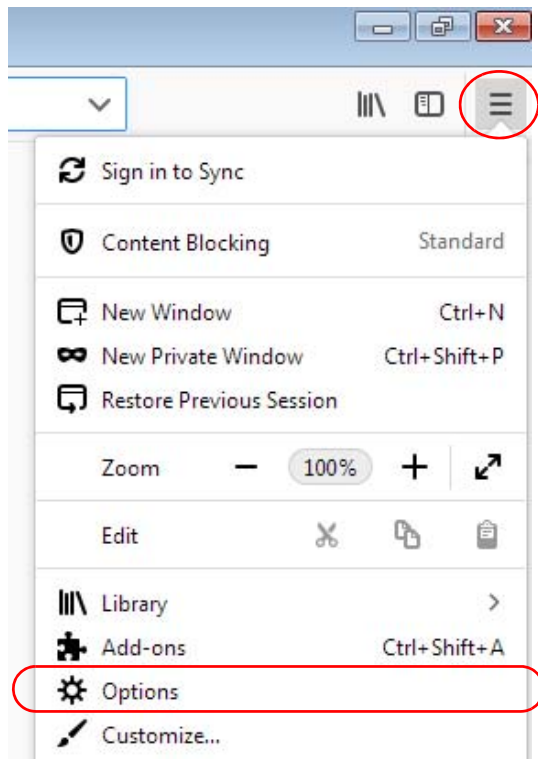 Sign in to Sync
Content Blocking Standard
New Window Ctrl+N
New Private Window Ctrl+Shift+P
Restore Previous Session
Zoom 100%
Edit
Library
Add-ons Ctrl+Shift+A
Options
Customize...